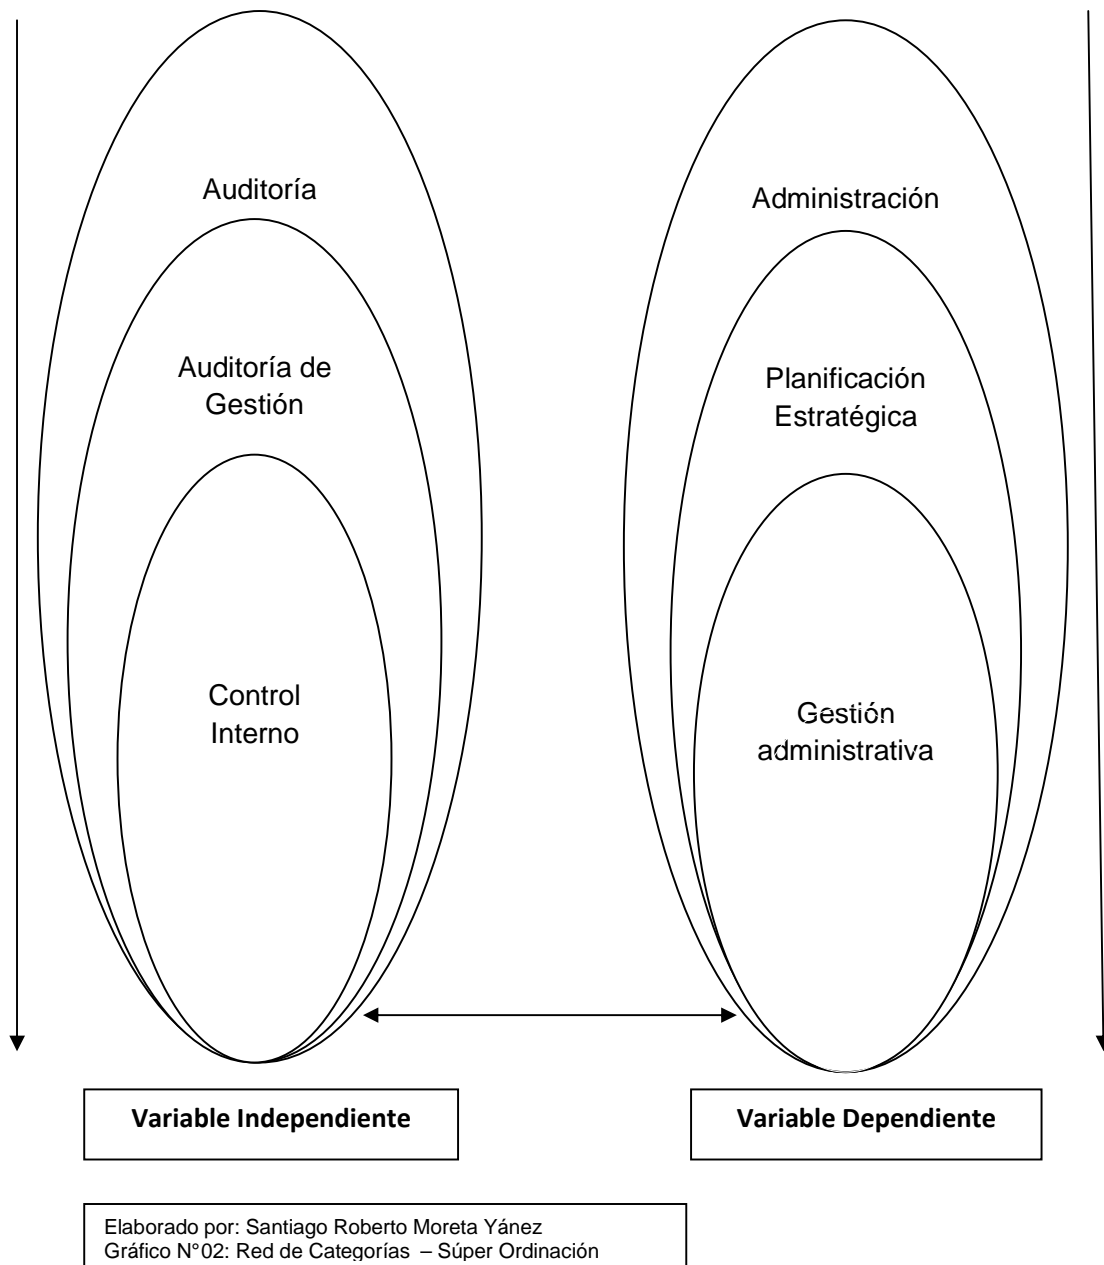 Auditoría
Auditoría de
Gestión
Control
Interno
Administración
Planificación
Estratégica
Gestión
administrativa
Variable Independiente
Variable Dependiente
Elaborado por: Santiago Roberto Moreta Yánez
Gráfico N°02: Red de Categorías – Súper Ordinación